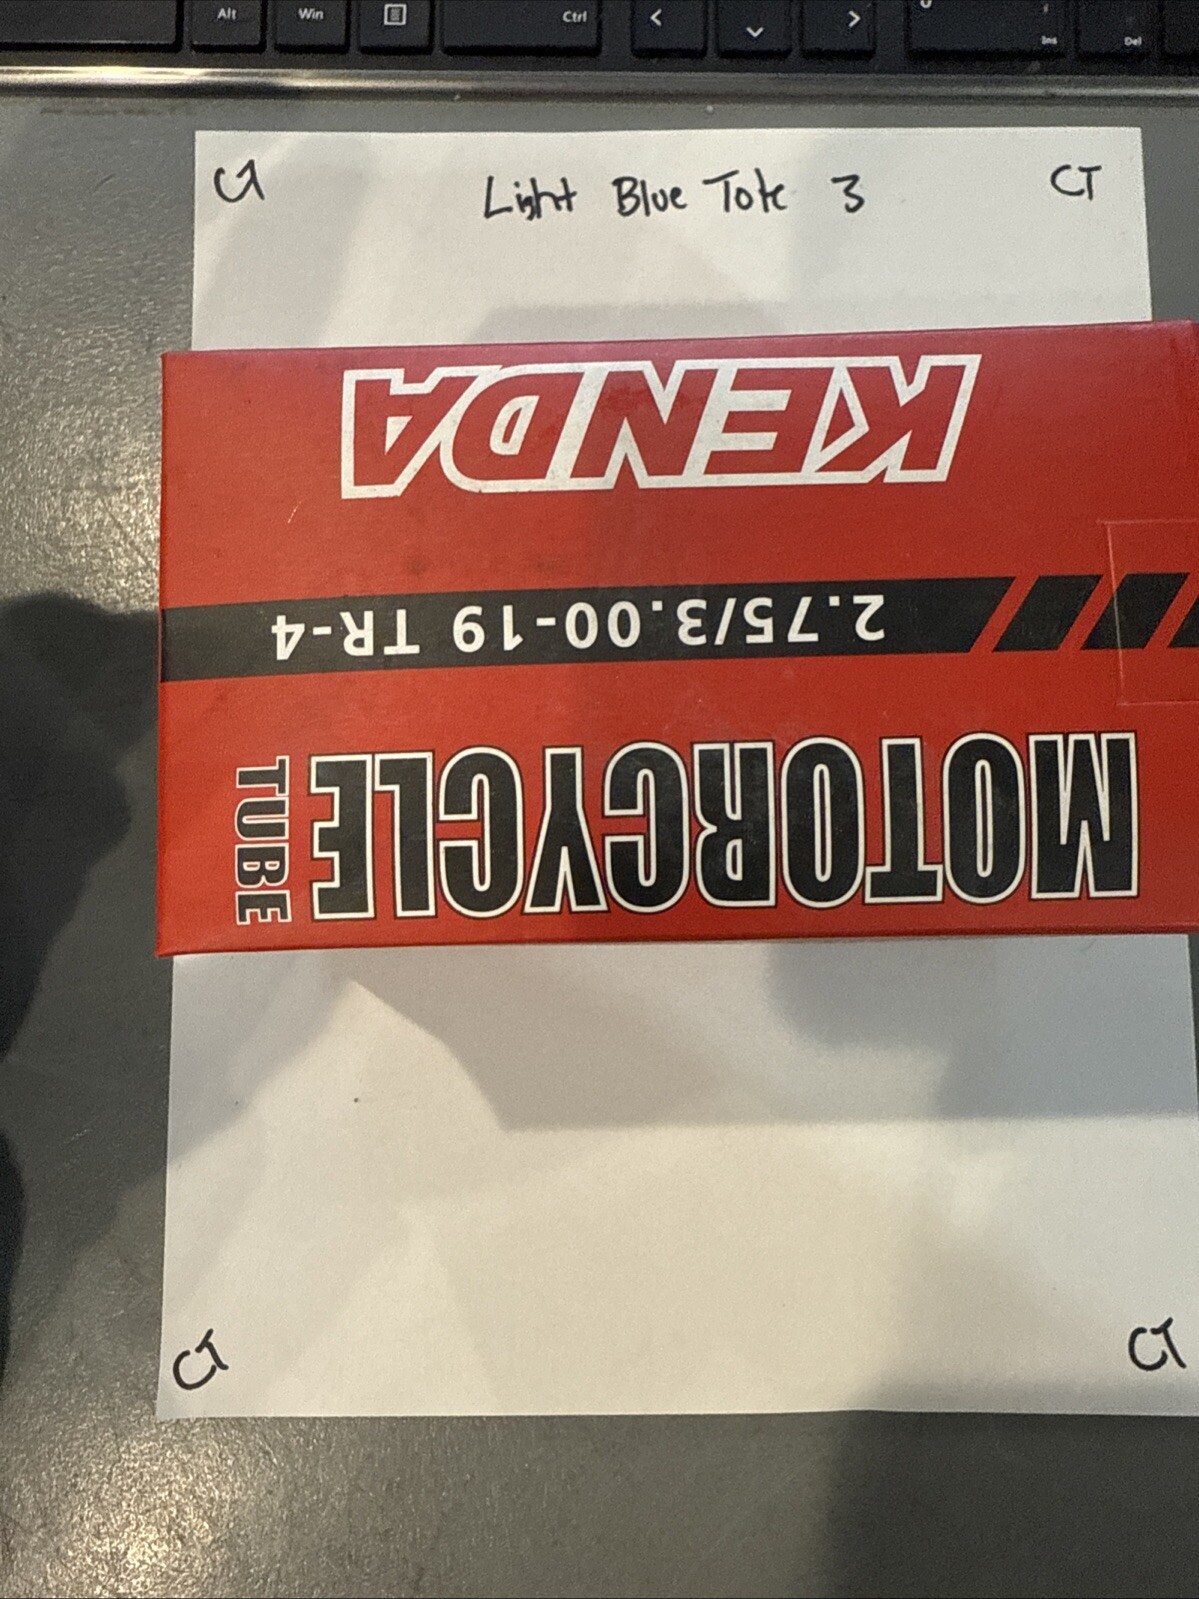 Alt Win Ctrl < >
Ins Del
CT Light Blue Tote 3 CT
KENDA
2.75/3.00-19 TR-4
MOTORCYCLE
TUBE
CT CT